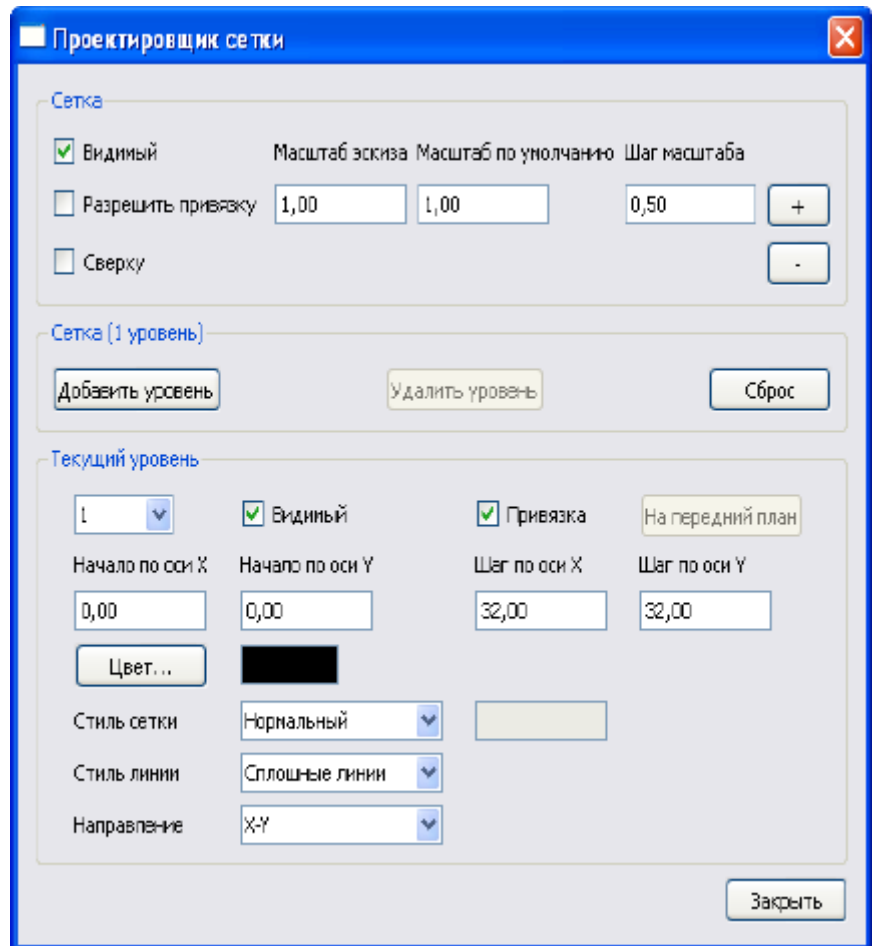 Проектировщик сетки
Сетка
Видимый
Масштаб эскиза Масштаб по умолчанию Шаг масштаба
Разрешить привязку 1,00 1,00 0,50 +
Сверху -
Сетка (1 уровень)
Добавить уровень Удалить уровень Сброс
Текущий уровень
1 Видимый Привязка На передний план
Начало по оси X Начало по оси Y Шаг по оси X Шаг по оси Y
0,00 0,00 32,00 32,00
Цвет...
Стиль сетки Нормальный
Стиль линии Сплошные линии
Направление X-Y
Закрыть